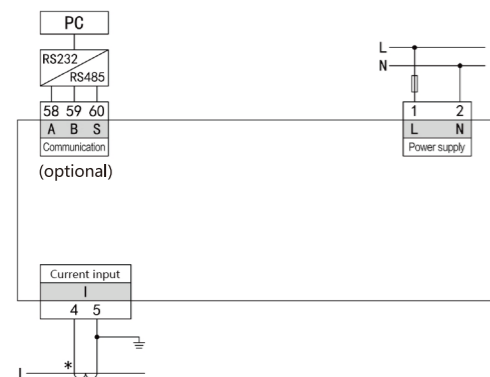 PC
RS232
RS485
58 59 60
A B S
Communication
(optional)
L
N
1 2
L N
Power supply
Current input
I
4 5
*
L